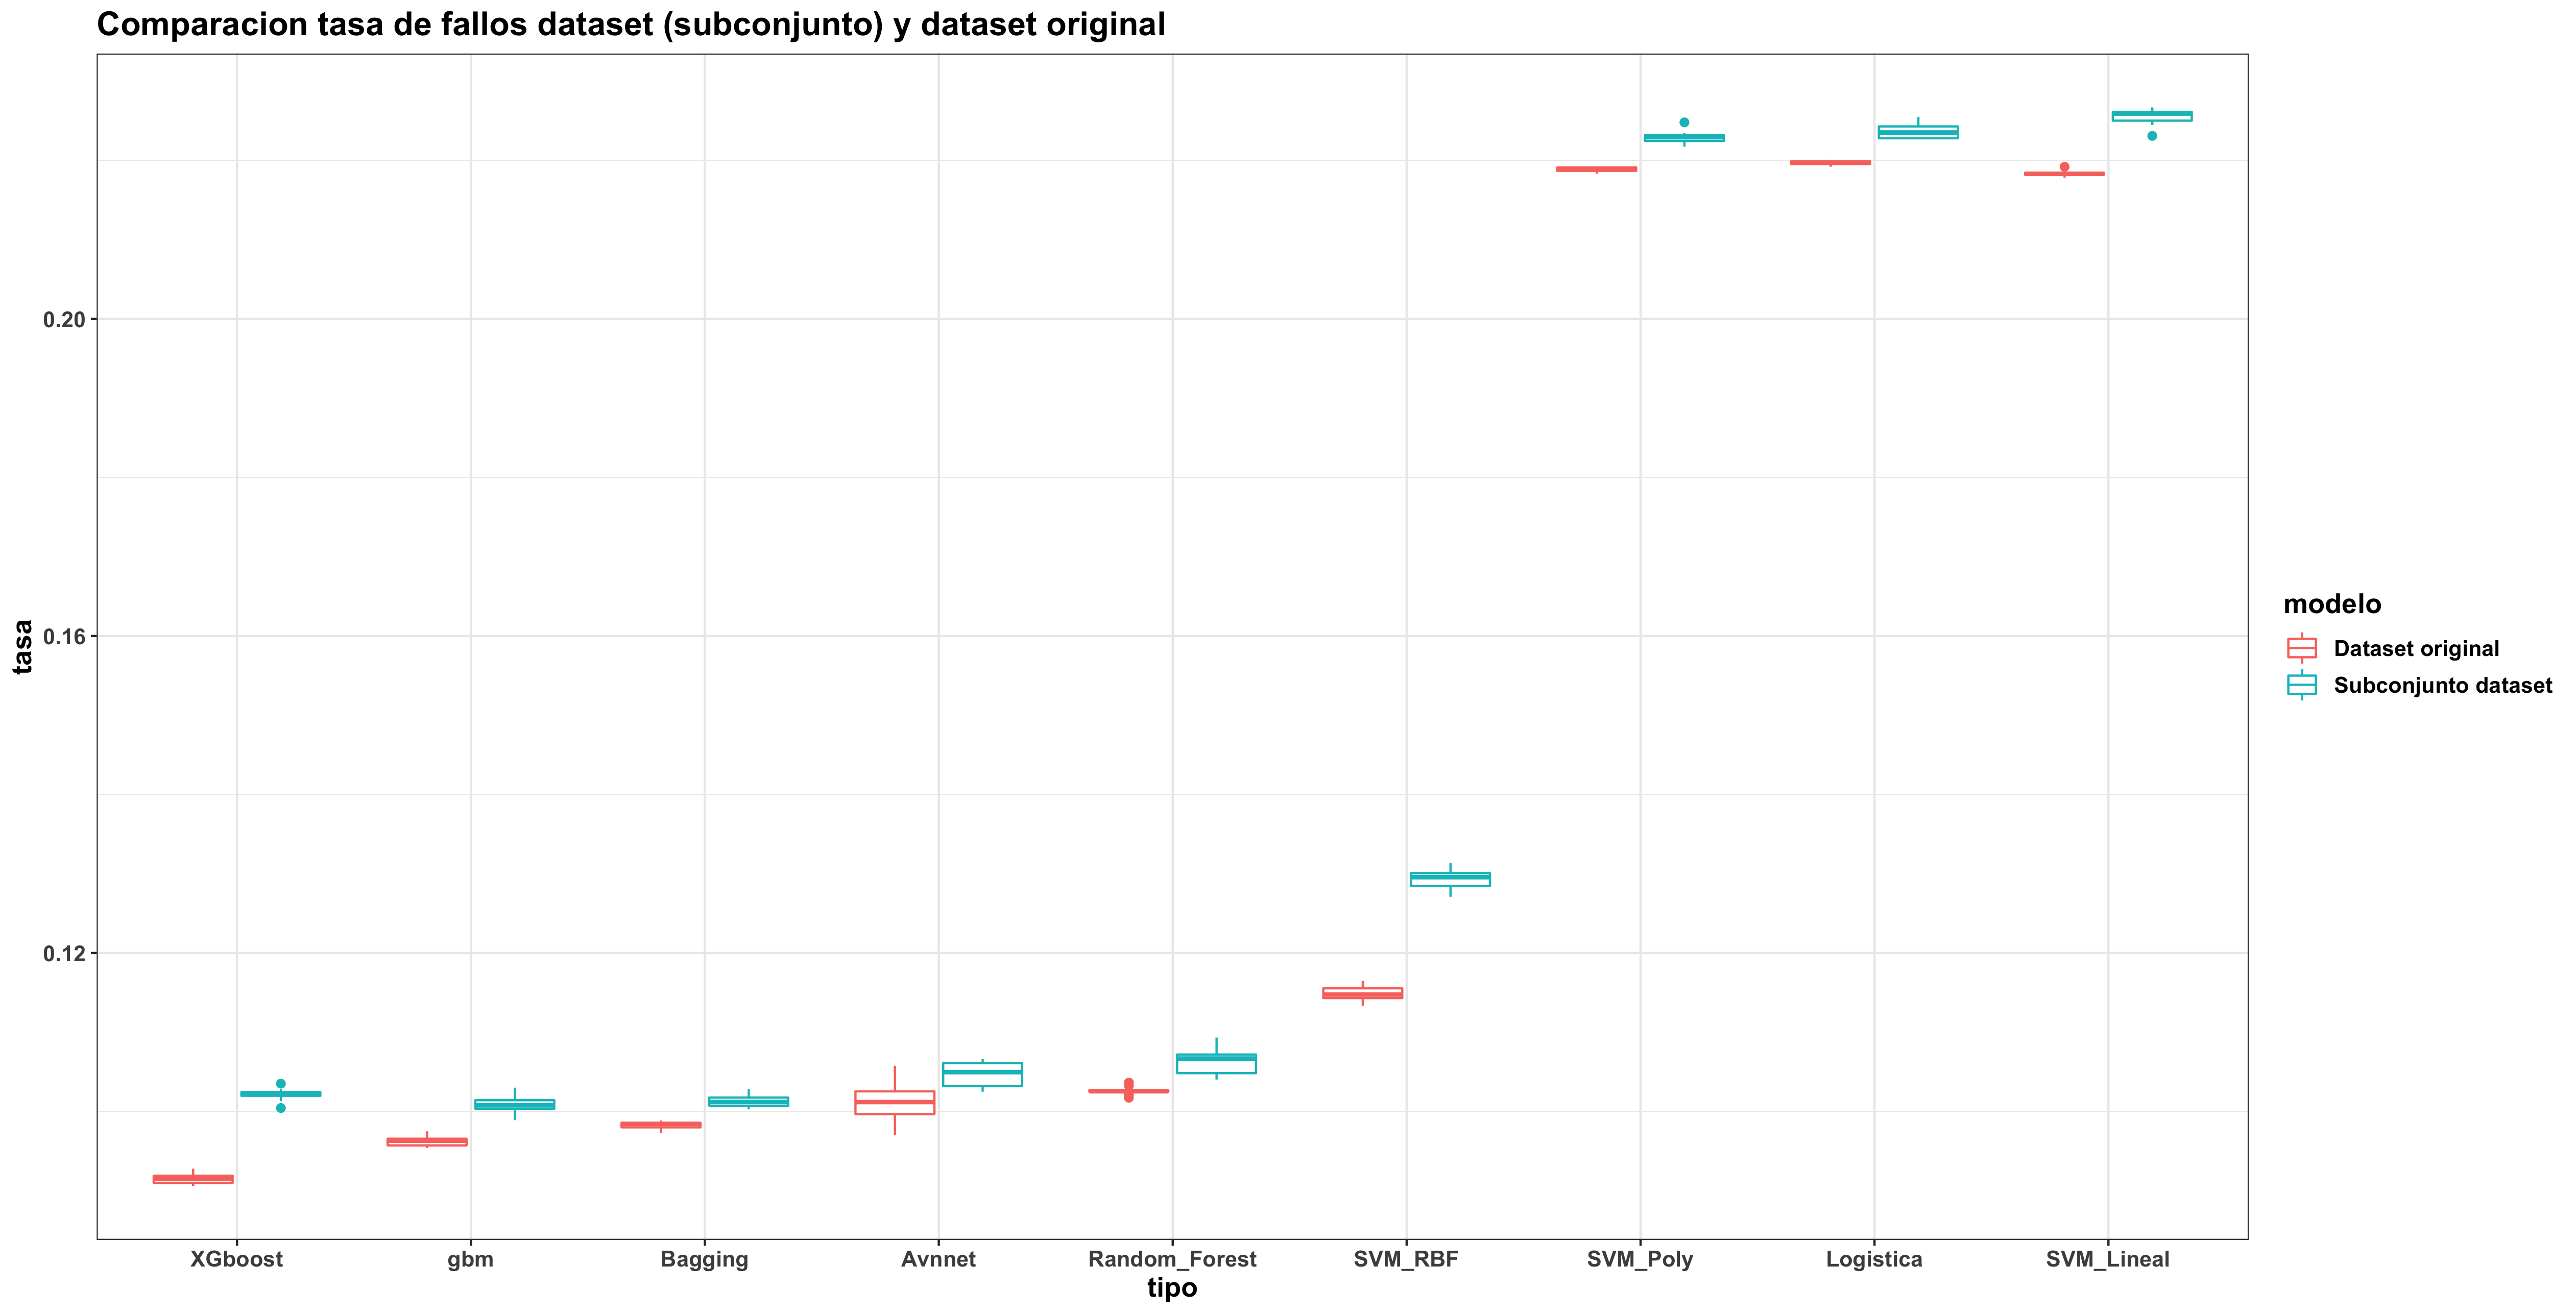 Comparacion tasa de fallos dataset (subconjunto) y dataset original
0.20
0.16
0.12
tasa
XGboost gbm Bagging Avnnet Random_Forest SVM_RBF SVM_Poly Logistica SVM_Lineal
tipo
modelo
Dataset original
Subconjunto dataset